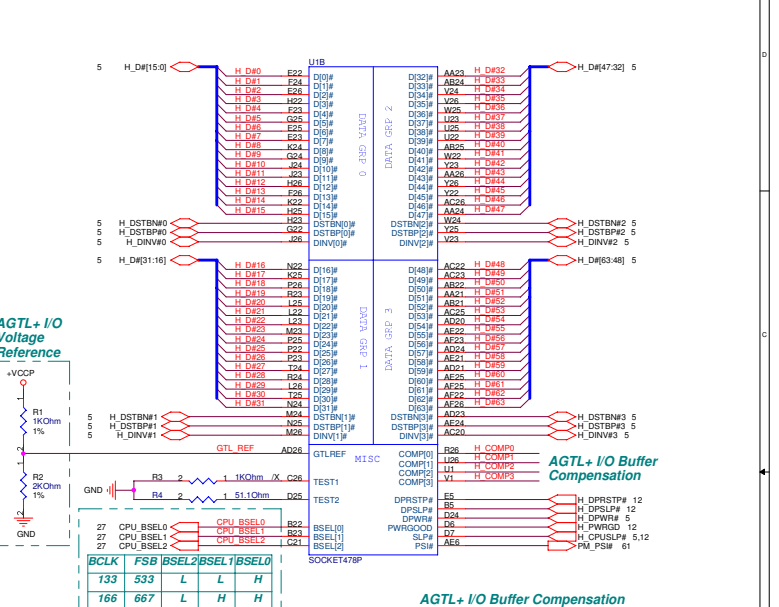 U1B
D
5 H_D#[15:0] H_D#[47:32] 5
H_D#0 E22 D[0]# D[32]# AA23 H_D#32
H_D#1 F24 D[1]# D[33]# AB24 H_D#33
H_D#2 E26 D[2]# D[34]# V24 H_D#34
H_D#3 H22 D[3]# D[35]# V26 H_D#35
H_D#4 F23 D[4]# D[36]# W25 H_D#36
H_D#5 G25 D[5]# D[37]# U23 H_D#37
H_D#6 E25 D[6]# D[38]# U25 H_D#38
H_D#7 E23 D[7]# D[39]# U22 H_D#39
H_D#8 K24 D[8]# D[40]# AB25 H_D#40
H_D#9 G24 D[9]# D[41]# W22 H_D#41
H_D#10 J24 D[10]# D[42]# Y23 H_D#42
H_D#11 J23 D[11]# D[43]# AA26 H_D#43
H_D#12 H26 D[12]# D[44]# Y26 H_D#44
H_D#13 F26 D[13]# D[45]# Y22 H_D#45
H_D#14 K22 D[14]# D[46]# AC26 H_D#46
H_D#15 H25 D[15]# D[47]# AA24 H_D#47
DATA GRP 0
DATA GRP 2
5 H_DSTBN#0 H23 DSTBN[0]# DSTBN[2]# W24 H_DSTBN#2 5
5 H_DSTBP#0 G22 DSTBP[0]# DSTBP[2]# Y25 H_DSTBP#2 5
5 H_DINV#0 J26 DINV[0]# DINV[2]# V23 H_DINV#2 5
5 H_D#[31:16] H_D#[63:48] 5
H_D#16 N22 D[16]# D[48]# AC22 H_D#48
H_D#17 K25 D[17]# D[49]# AC23 H_D#49
H_D#18 P26 D[18]# D[50]# AB22 H_D#50
H_D#19 R23 D[19]# D[51]# AA21 H_D#51
H_D#20 L25 D[20]# D[52]# AB21 H_D#52
H_D#21 L22 D[21]# D[53]# AC25 H_D#53
H_D#22 L23 D[22]# D[54]# AD20 H_D#54
H_D#23 M23 D[23]# D[55]# AE22 H_D#55
H_D#24 P25 D[24]# D[56]# AF23 H_D#56
H_D#25 P22 D[25]# D[57]# AD24 H_D#57
H_D#26 P23 D[26]# D[58]# AE21 H_D#58
H_D#27 T24 D[27]# D[59]# AD21 H_D#59
H_D#28 R24 D[28]# D[60]# AE25 H_D#60
H_D#29 L26 D[29]# D[61]# AF25 H_D#61
H_D#30 T25 D[30]# D[62]# AF22 H_D#62
H_D#31 N24 D[31]# D[63]# AF26 H_D#63
DATA GRP 1
DATA GRP 3
C
5 H_DSTBN#1 M24 DSTBN[1]# DSTBN[3]# AD23 H_DSTBN#3 5
5 H_DSTBP#1 N25 DSTBP[1]# DSTBP[3]# AE24 H_DSTBP#3 5
5 H_DINV#1 M26 DINV[1]# DINV[3]# AC20 H_DINV#3 5
AGTL+ I/O
Voltage
Reference
+VCCP
1
R1
1KOhm
1%
2
1
R2
2KOhm
1%
2
GND
GTL_REF AD26 GTLREF
MISC
COMP[0] R26 H_COMP0
COMP[1] U26 H_COMP1
COMP[2] U1 H_COMP2
COMP[3] V1 H_COMP3
AGTL+ I/O Buffer
Compensation
GND R3 2 1KOhm /X C26 TEST1
R4 2 51.1Ohm D25 TEST2
DPRSTP# E5 H_DPRSTP# 12
DPSLP# B5 H_DPSLP# 12
DPWR# D24 H_DPWR# 5
PWRGOOD D6 H_PWRGD 12
SLP# D7 H_CPUSLP# 5,12
PSI# AE6 PM_PSI# 61
27 CPU_BSEL0 CPU_BSEL0 B22 BSEL[0]
27 CPU_BSEL1 CPU_BSEL1 B23 BSEL[1]
27 CPU_BSEL2 CPU_BSEL2 C21 BSEL[2]
SOCKET478P
BCLK FSB BSEL2 BSEL1 BSEL0
133 533 L L H
166 667 L H H
AGTL+ I/O Buffer Compensation